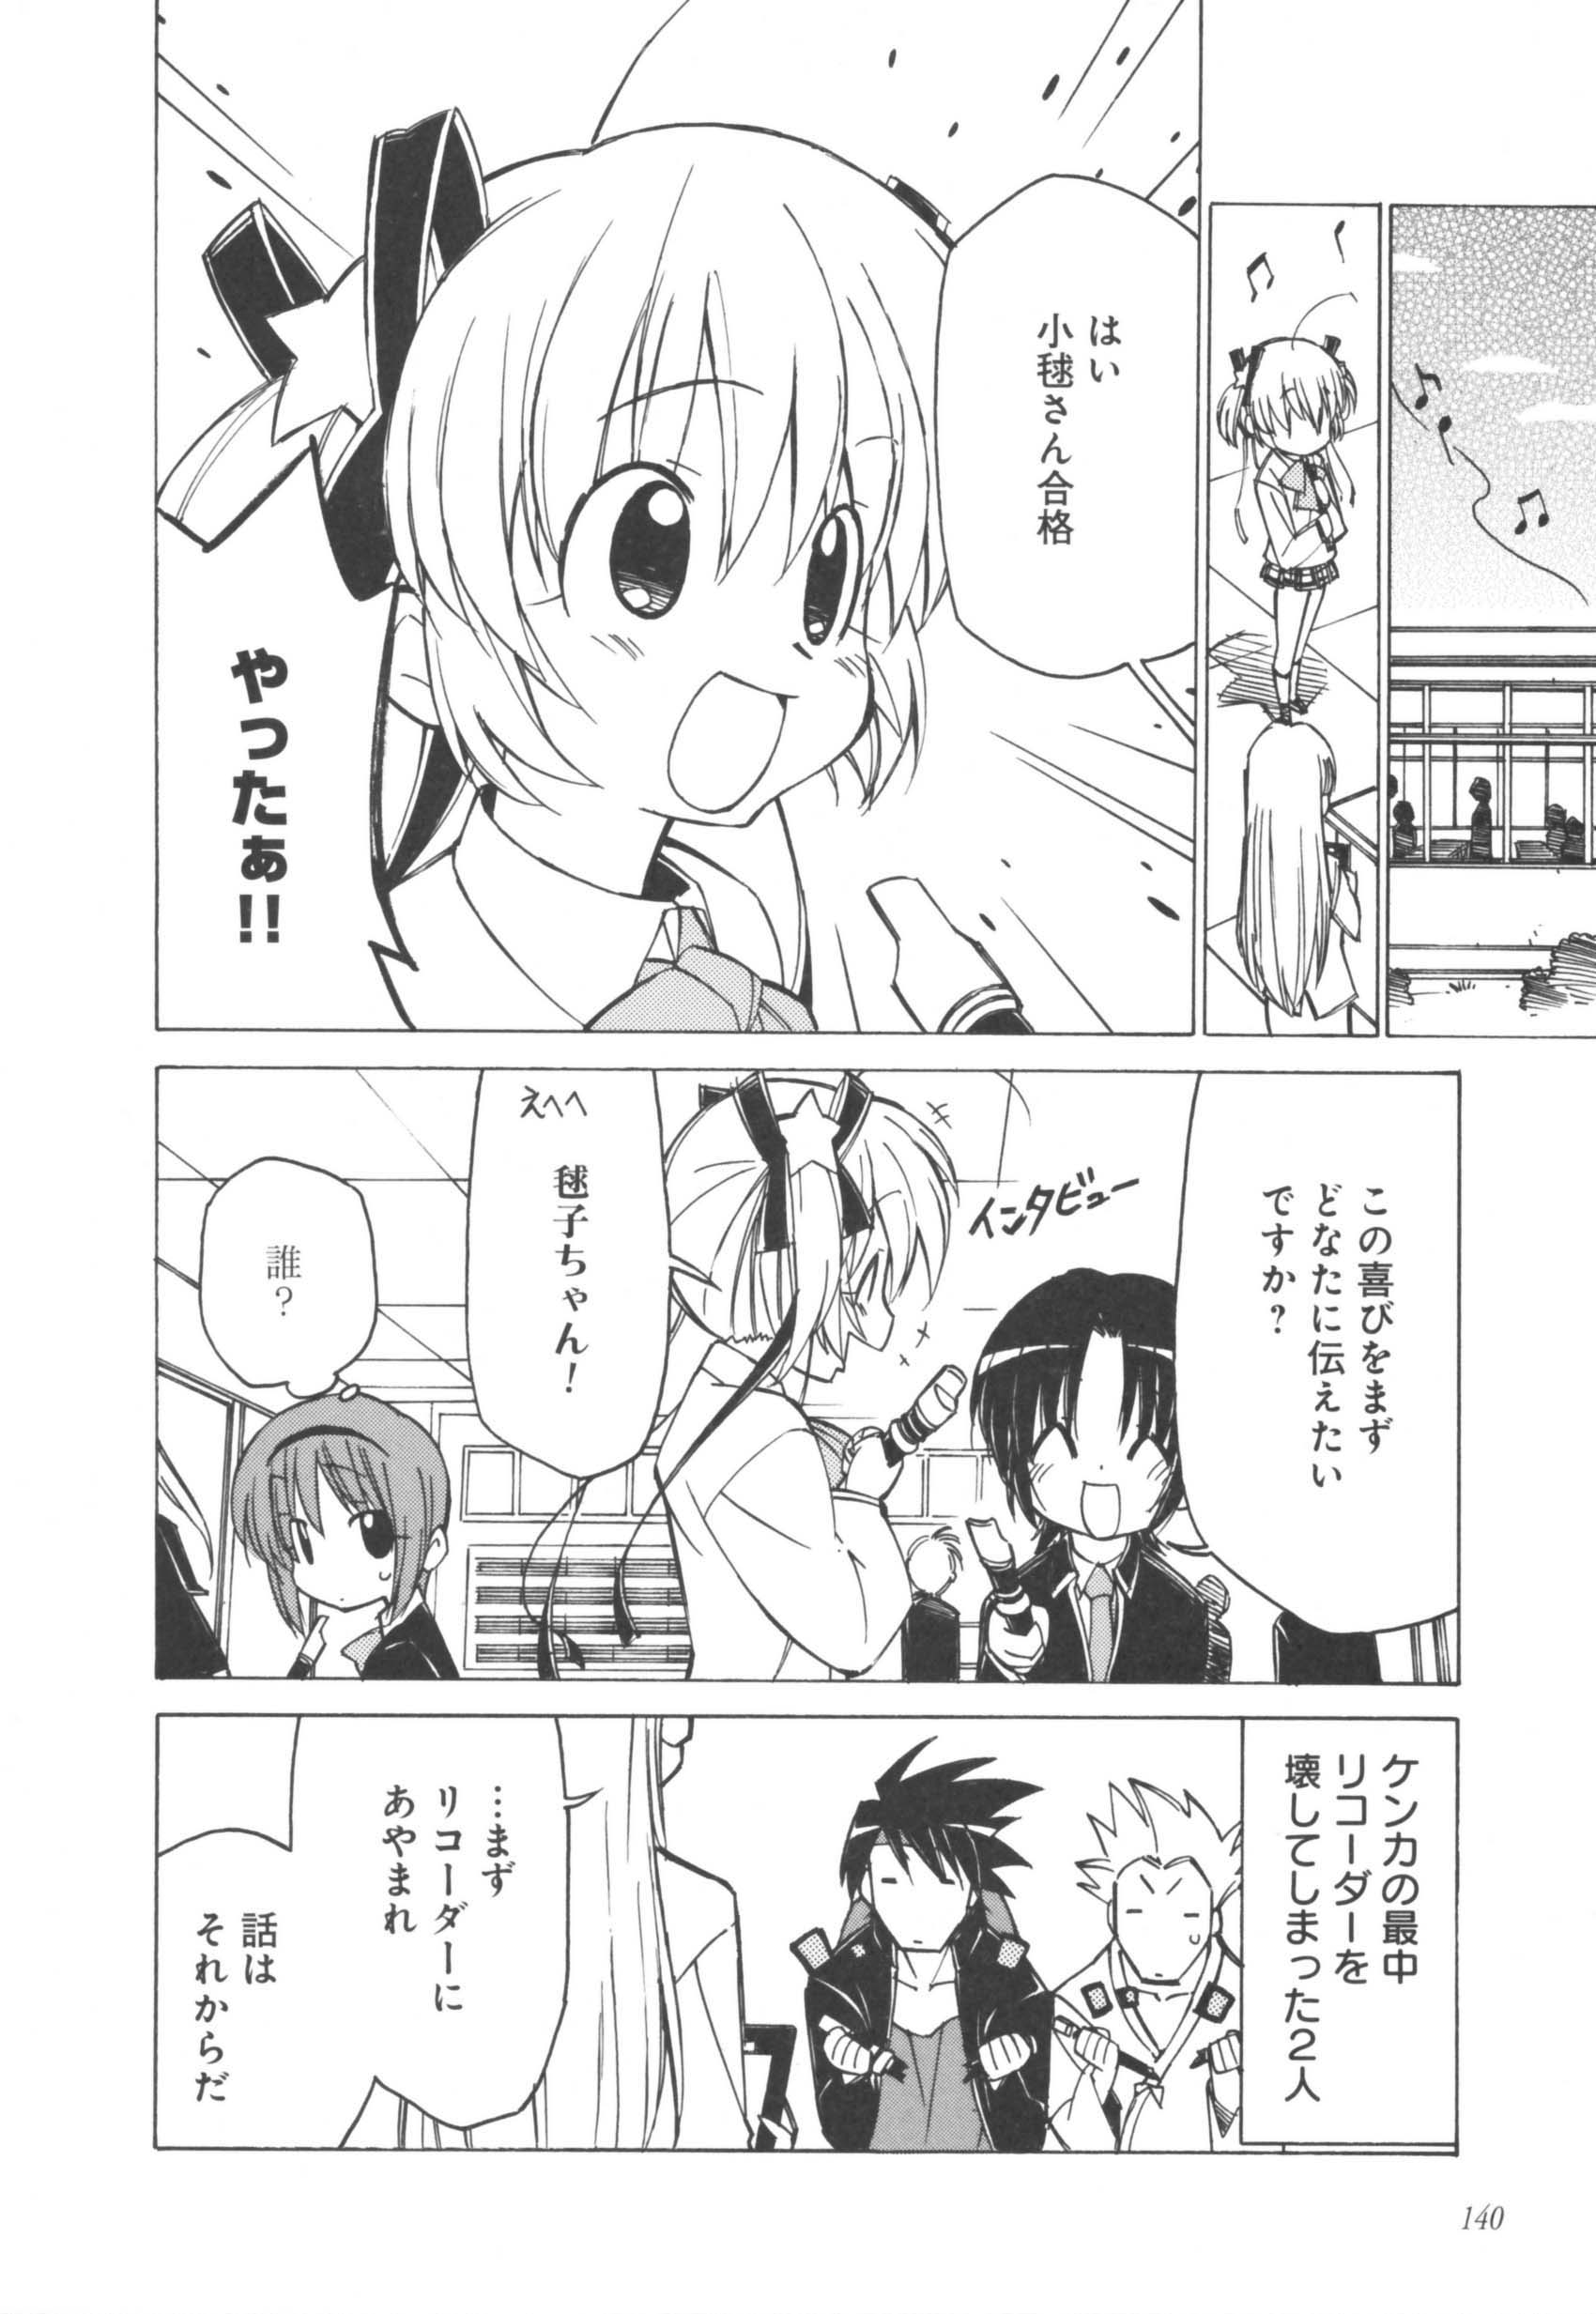 はい
小毬さん合格
やったぁ!!
この喜びをまず
どなたに伝えたい
ですか?
インタビュー
えへへ
毬子ちゃん!
誰?
ケンカの最中
リコーダーを
壊してしまった2人
…まず
リコーダーに
あやまれ
話は
それからだ
140